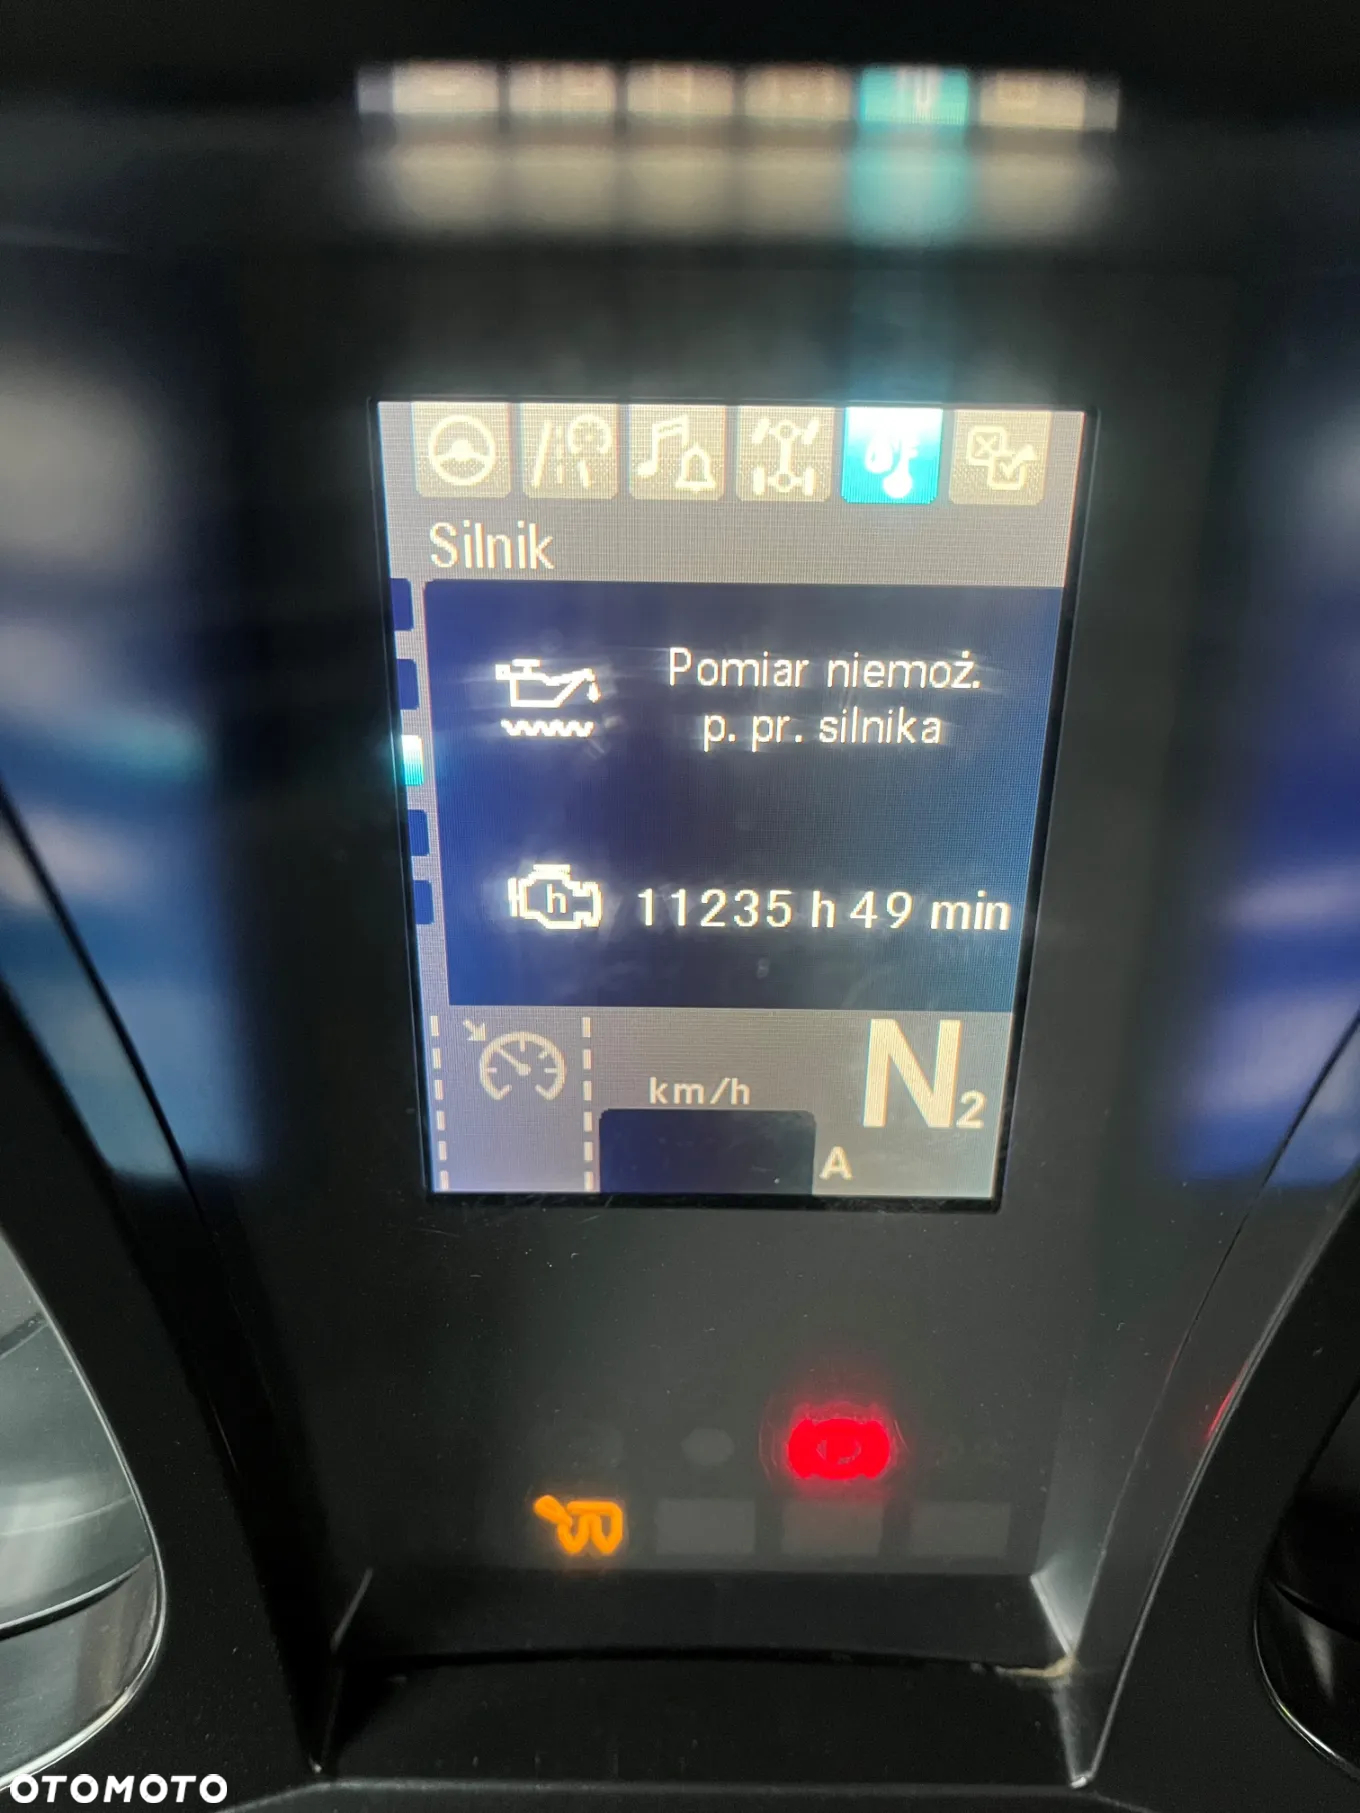 Silnik
Pomiar niemoż.
p. pr. silnika
h
11235 h 49 min
km/h
N2
A
OTOMOTO